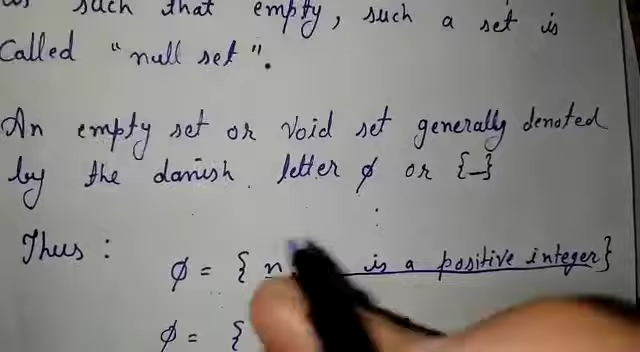 such that empty, such a set is
Called "null set".
An empty set or void set generally denoted
by the danish letter ϕ or {_}
Thus :
ϕ = { n is a positive integer}
ϕ = {